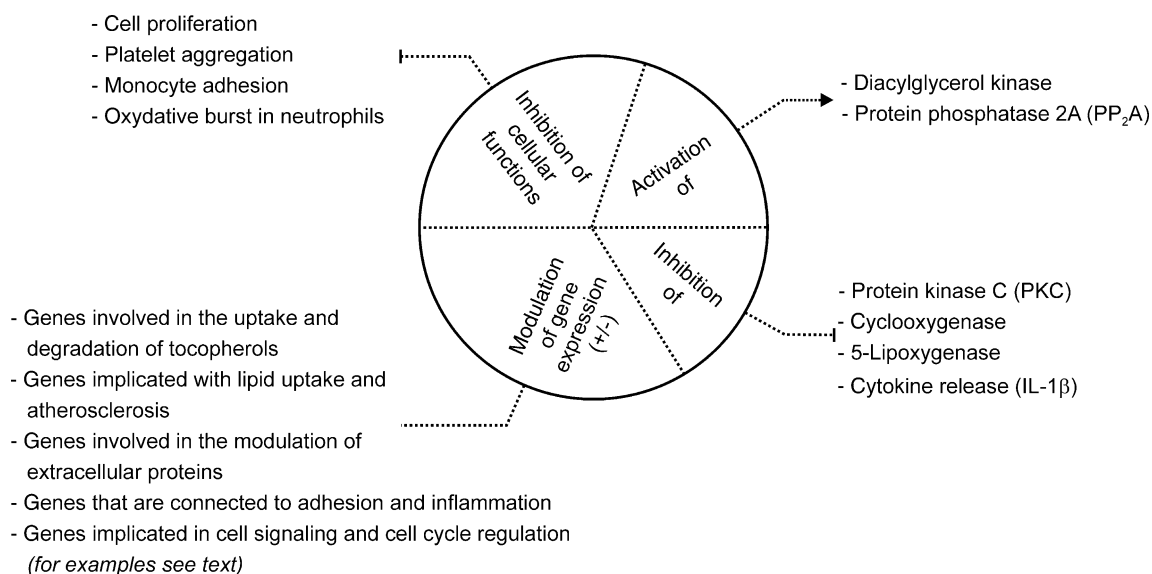 - Cell proliferation
- Platelet aggregation
- Monocyte adhesion
- Oxydative burst in neutrophils
Inhibition of
cellular
functions
Activation
of
- Diacylglycerol kinase
- Protein phosphatase 2A (PP₂A)
Inhibition
of
- Protein kinase C (PKC)
- Cyclooxygenase
- 5-Lipoxygenase
- Cytokine release (IL-1β)
Modulation
of gene
expression
(+/-)
- Genes involved in the uptake and
degradation of tocopherols
- Genes implicated with lipid uptake and
atherosclerosis
- Genes involved in the modulation of
extracellular proteins
- Genes that are connected to adhesion and inflammation
- Genes implicated in cell signaling and cell cycle regulation
(for examples see text)